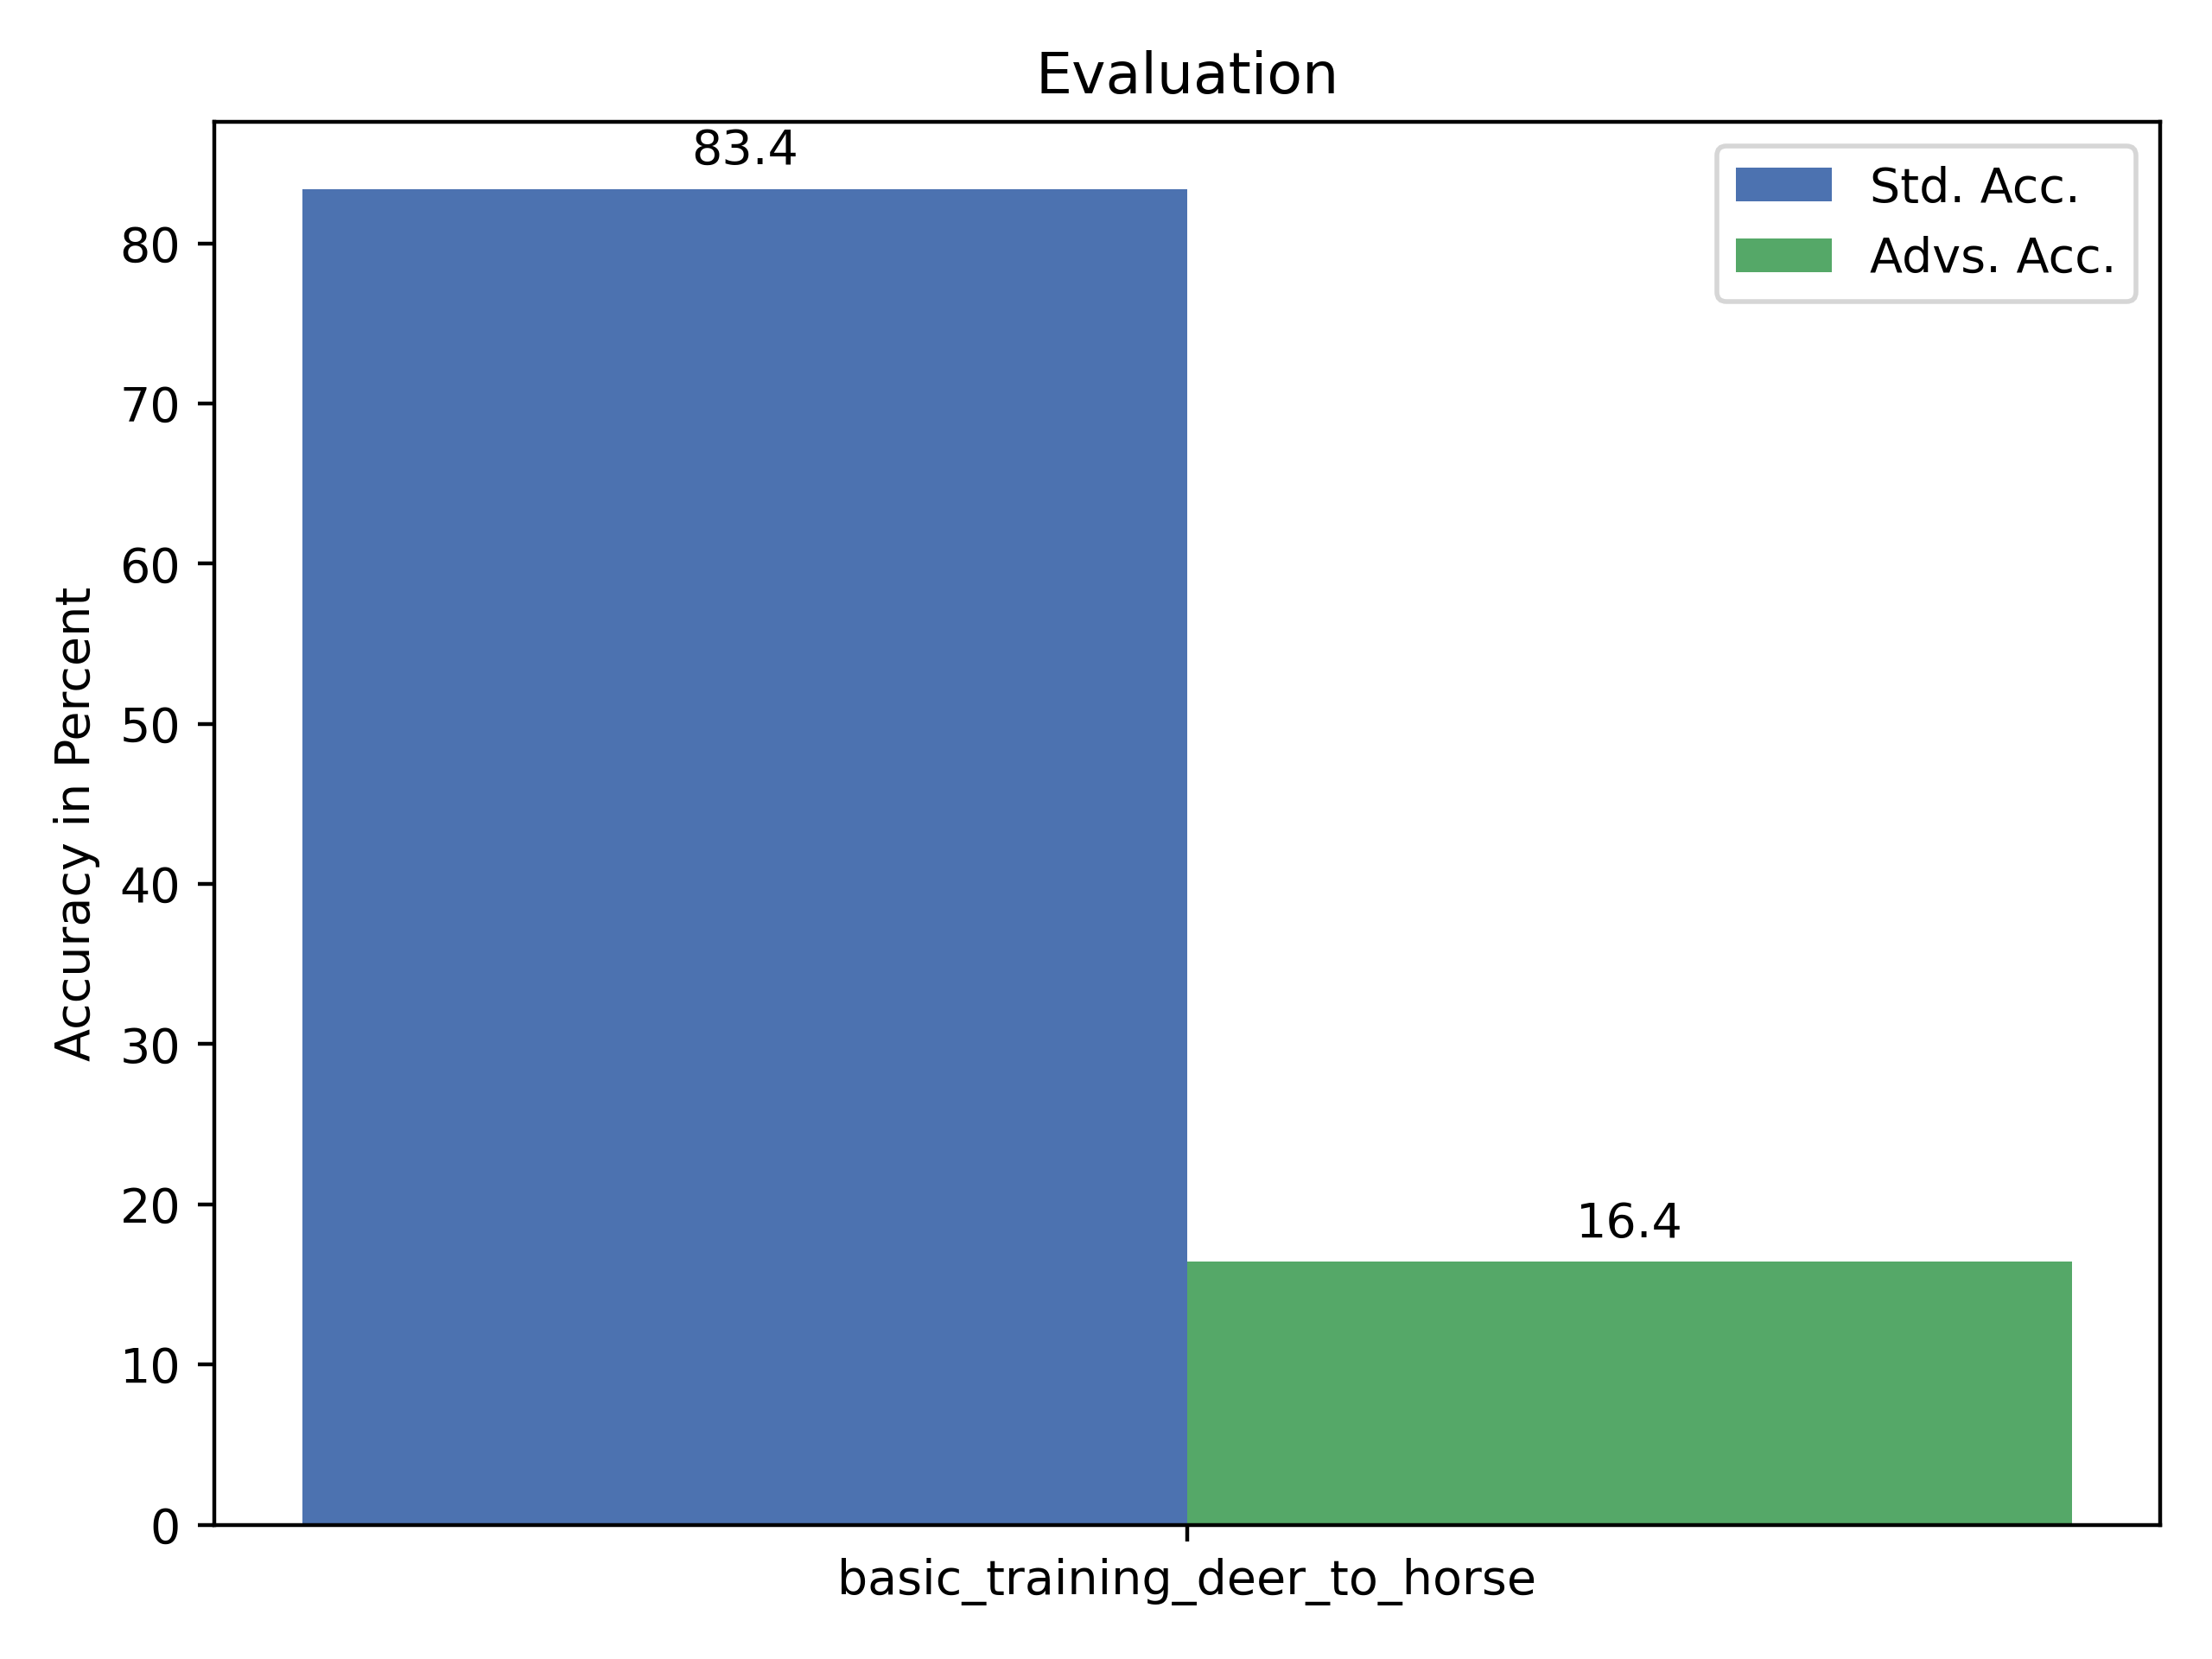 Evaluation
83.4
Std. Acc.
Advs. Acc.
80
70
60
50
40
30
20
10
0
Accuracy in Percent
16.4
basic_training_deer_to_horse